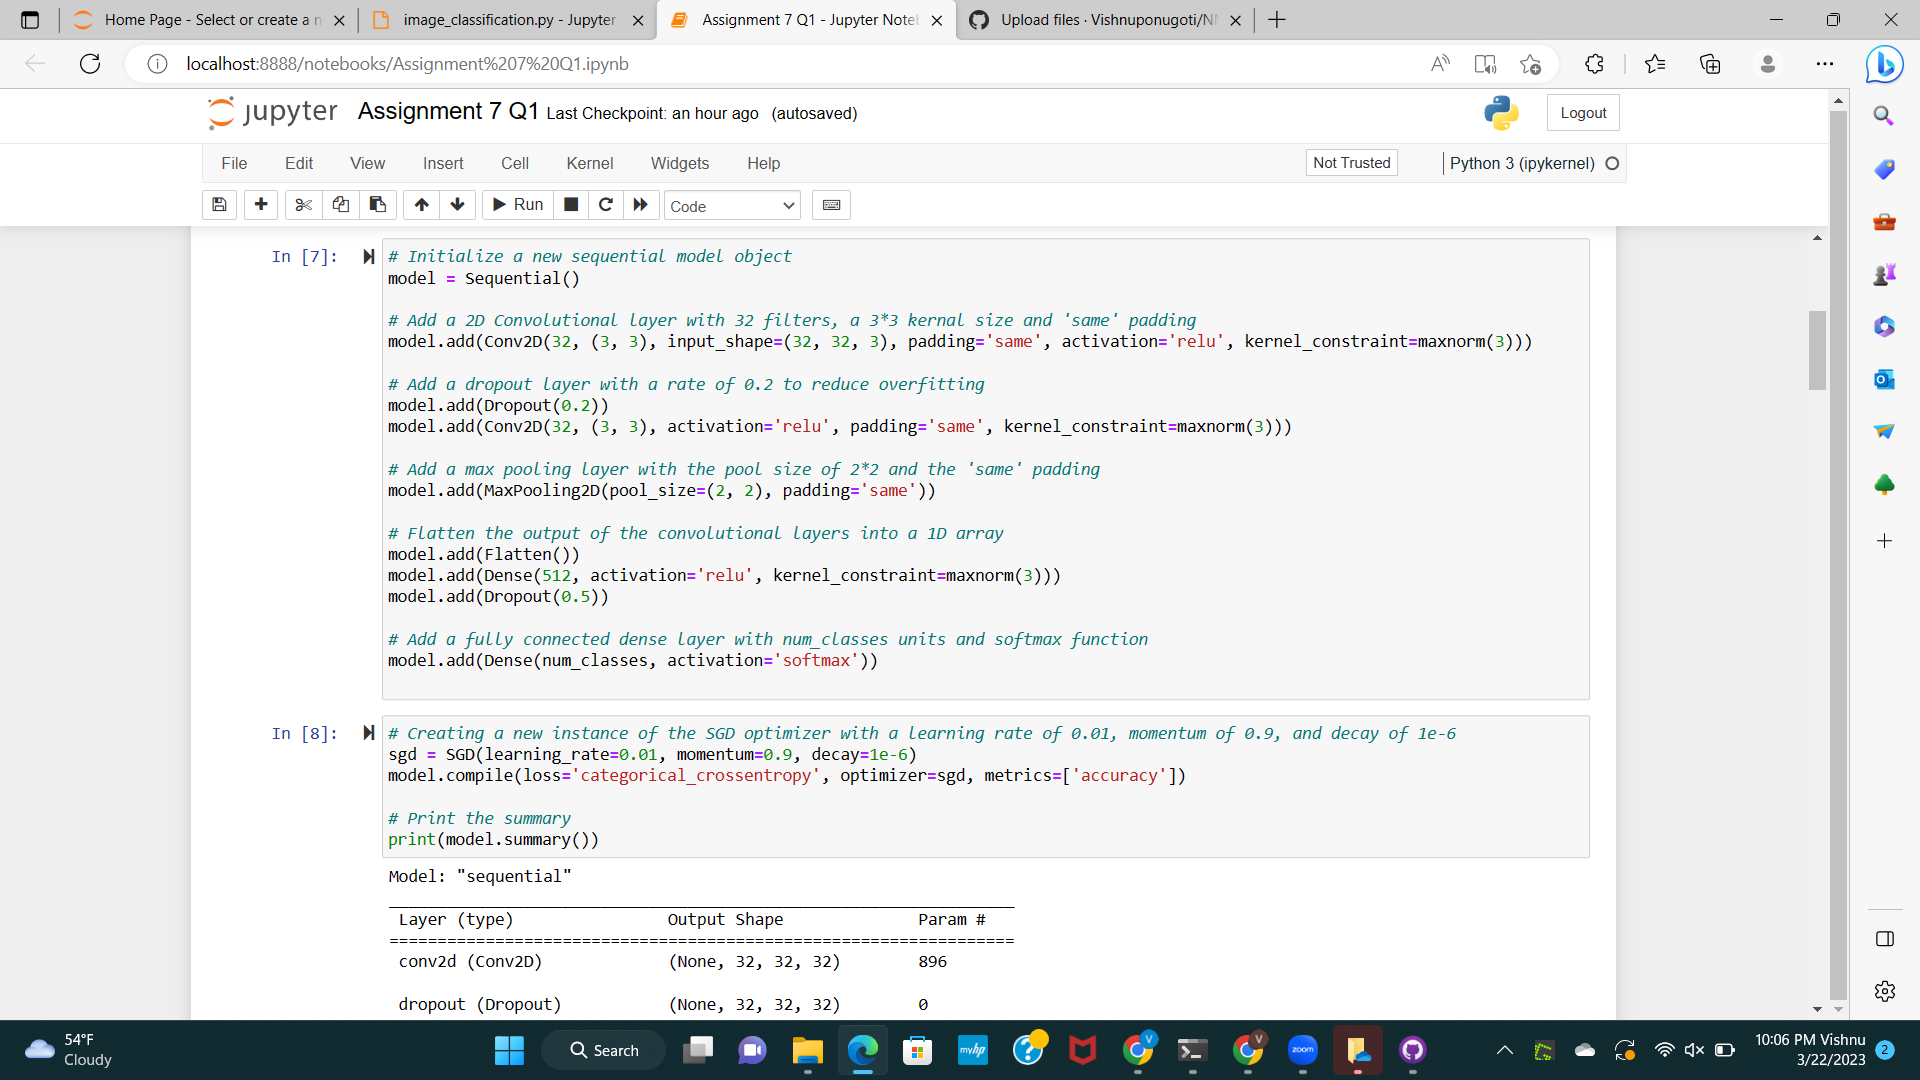 Home Page - Select or create a n
image_classification.py - Jupyter
Assignment 7 Q1 - Jupyter Note
Upload files · Vishnuponugoti/N
localhost:8888/notebooks/Assignment%207%20Q1.ipynb
jupyter Assignment 7 Q1 Last Checkpoint: an hour ago (autosaved)
Logout
File Edit View Insert Cell Kernel Widgets Help
Not Trusted
Python 3 (ipykernel)
Run
Code
In [7]:
# Initialize a new sequential model object
model = Sequential()
# Add a 2D Convolutional layer with 32 filters, a 3*3 kernal size and 'same' padding
model.add(Conv2D(32, (3, 3), input_shape=(32, 32, 3), padding='same', activation='relu', kernel_constraint=maxnorm(3)))
# Add a dropout layer with a rate of 0.2 to reduce overfitting
model.add(Dropout(0.2))
model.add(Conv2D(32, (3, 3), activation='relu', padding='same', kernel_constraint=maxnorm(3)))
# Add a max pooling layer with the pool size of 2*2 and the 'same' padding
model.add(MaxPooling2D(pool_size=(2, 2), padding='same'))
# Flatten the output of the convolutional layers into a 1D array
model.add(Flatten())
model.add(Dense(512, activation='relu', kernel_constraint=maxnorm(3)))
model.add(Dropout(0.5))
# Add a fully connected dense layer with num_classes units and softmax function
model.add(Dense(num_classes, activation='softmax'))
In [8]:
# Creating a new instance of the SGD optimizer with a learning rate of 0.01, momentum of 0.9, and decay of 1e-6
sgd = SGD(learning_rate=0.01, momentum=0.9, decay=1e-6)
model.compile(loss='categorical_crossentropy', optimizer=sgd, metrics=['accuracy'])
# Print the summary
print(model.summary())
Model: "sequential"
_________________________________________________________________
Layer (type) Output Shape Param #
=================================================================
conv2d (Conv2D) (None, 32, 32, 32) 896
dropout (Dropout) (None, 32, 32, 32) 0
54°F
Cloudy
Search
myhp
V
V
zoom
10:06 PM Vishnu
3/22/2023
2